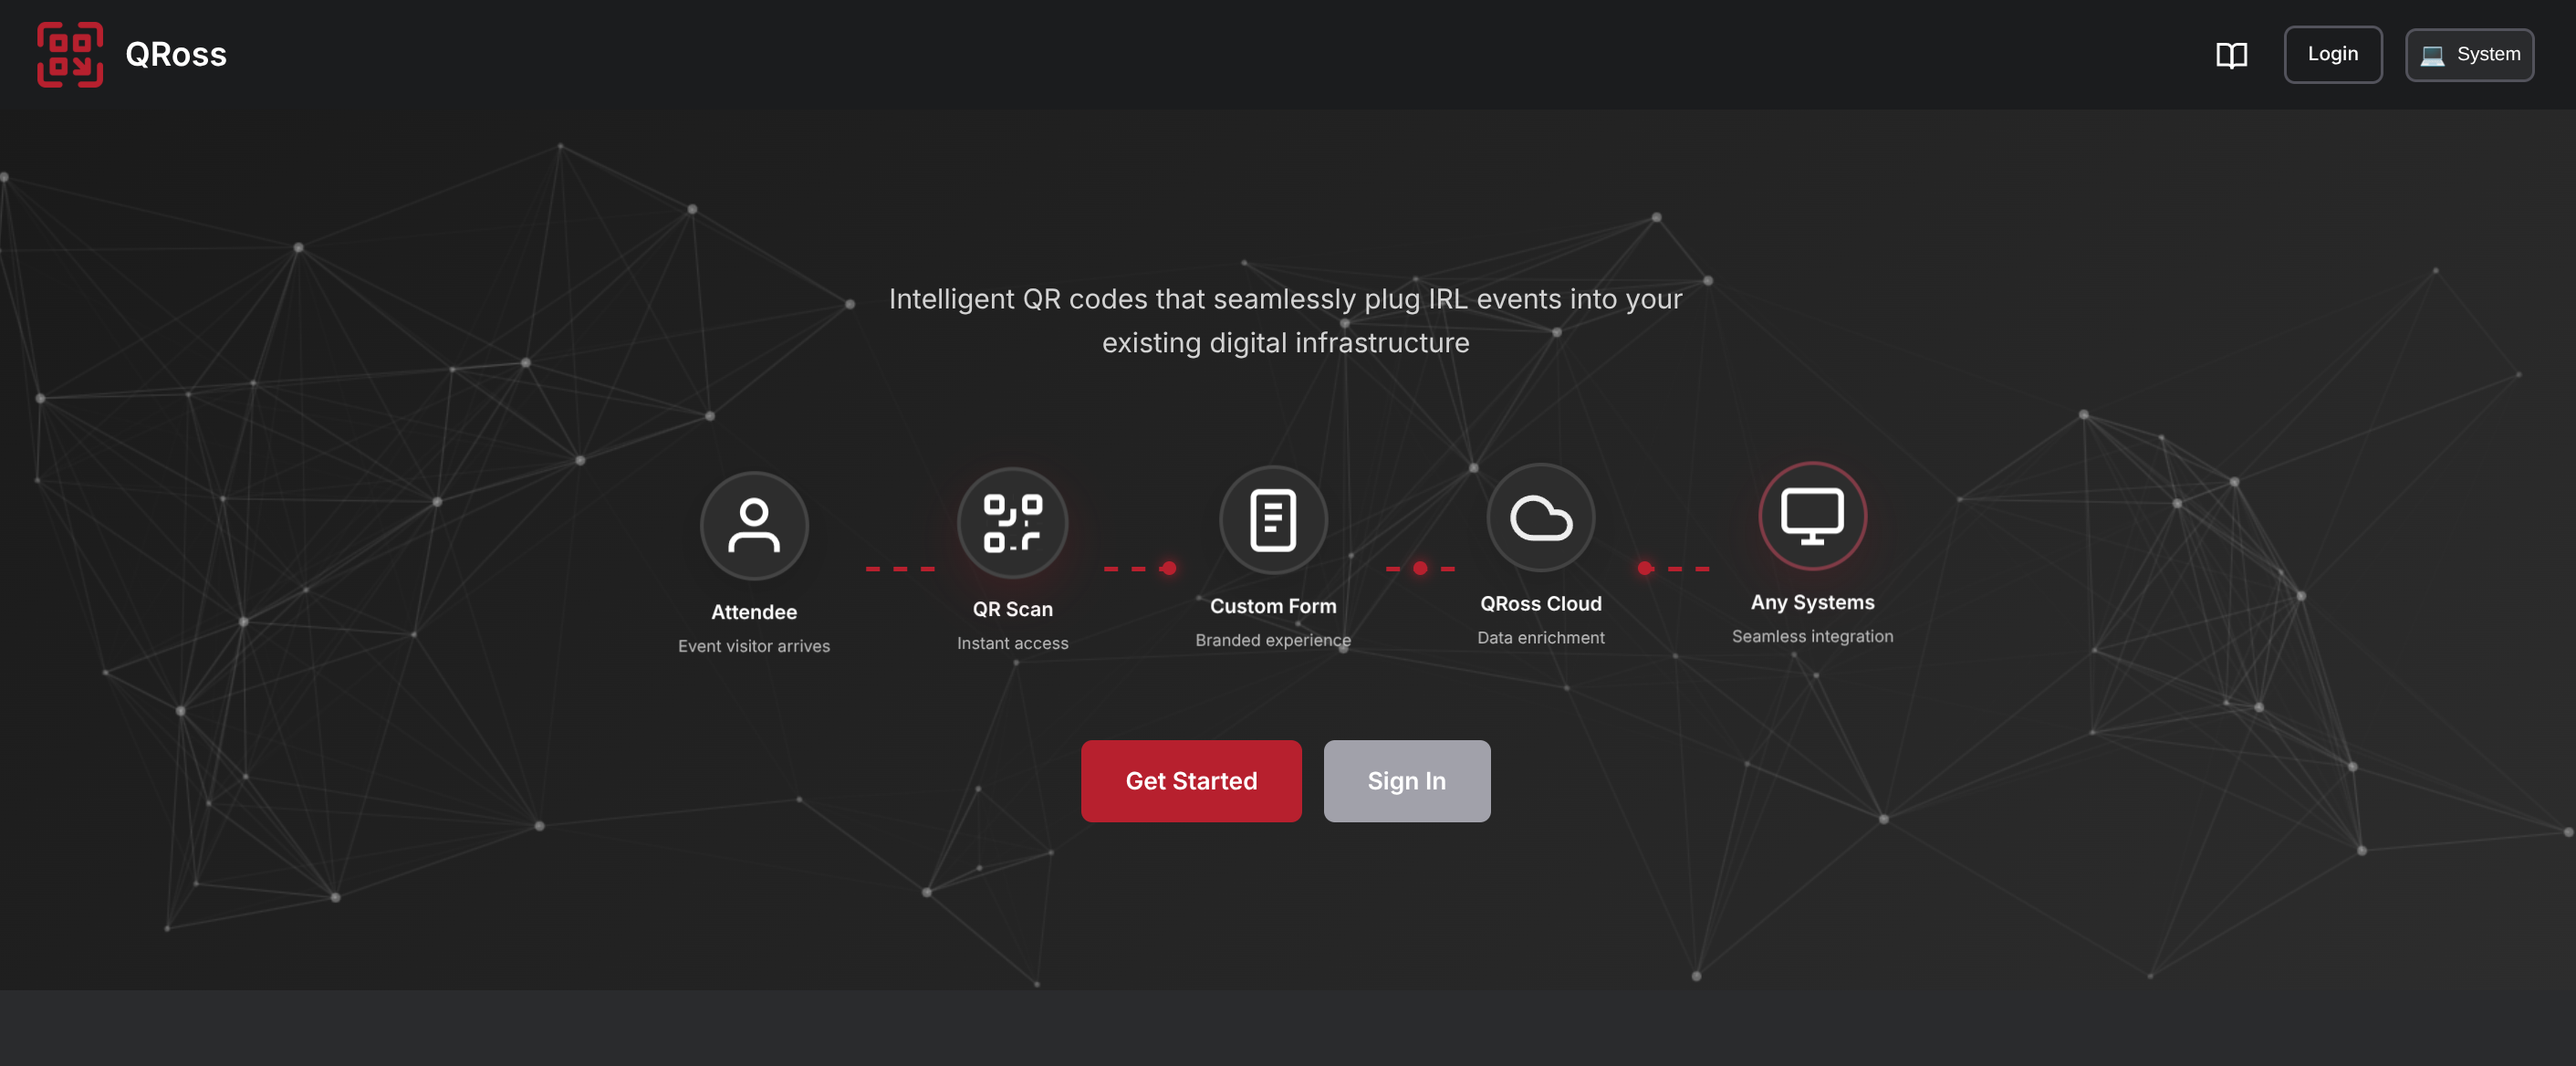 QRoss
Login
💻 System
Intelligent QR codes that seamlessly plug IRL events into your
existing digital infrastructure
Attendee
Event visitor arrives
QR Scan
Instant access
Custom Form
Branded experience
QRoss Cloud
Data enrichment
Any Systems
Seamless integration
Get Started
Sign In